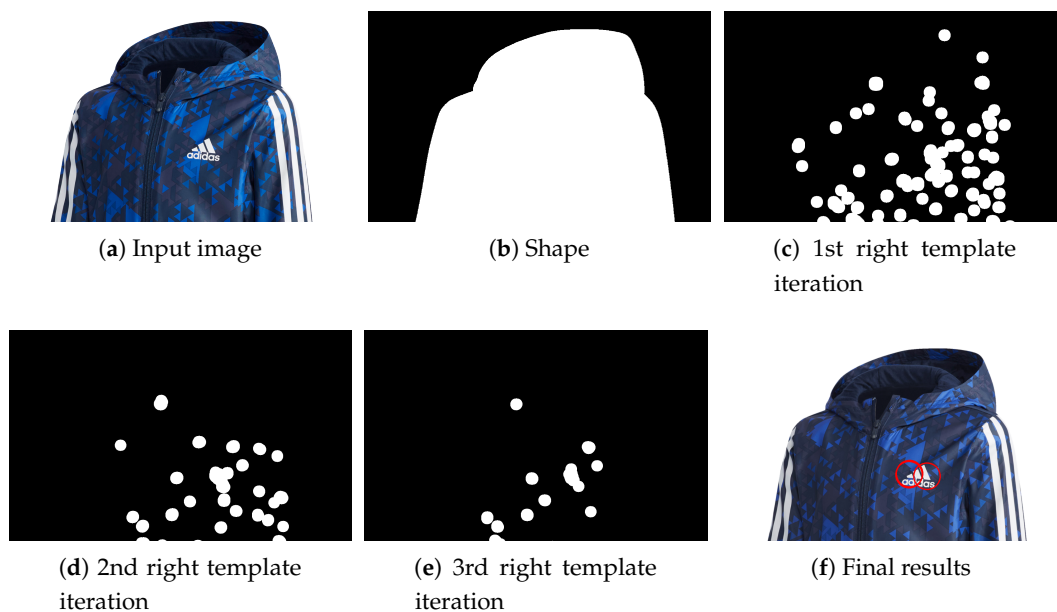 adidas
(a) Input image
(b) Shape
(c) 1st right template
iteration
adidas
(d) 2nd right template
iteration
(e) 3rd right template
iteration
(f) Final results